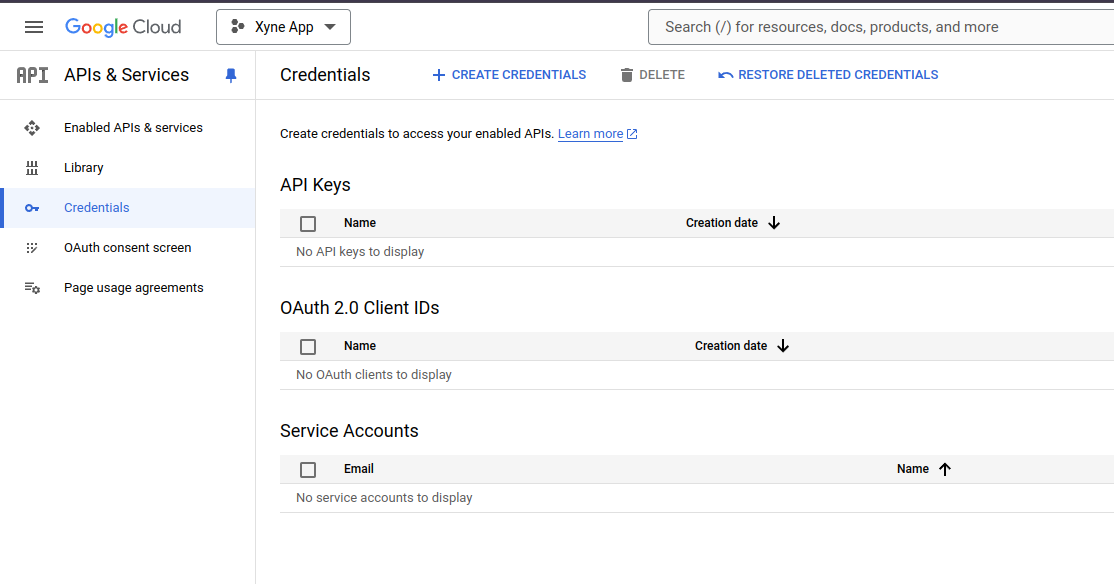 Google Cloud
Xyne App
Search (/) for resources, docs, products, and more
API
APIs & Services
Credentials
CREATE CREDENTIALS
DELETE
RESTORE DELETED CREDENTIALS
Enabled APIs & services
Library
Credentials
OAuth consent screen
Page usage agreements
Create credentials to access your enabled APIs. Learn more
API Keys
Name Creation date
No API keys to display
OAuth 2.0 Client IDs
Name Creation date
No OAuth clients to display
Service Accounts
Email Name
No service accounts to display